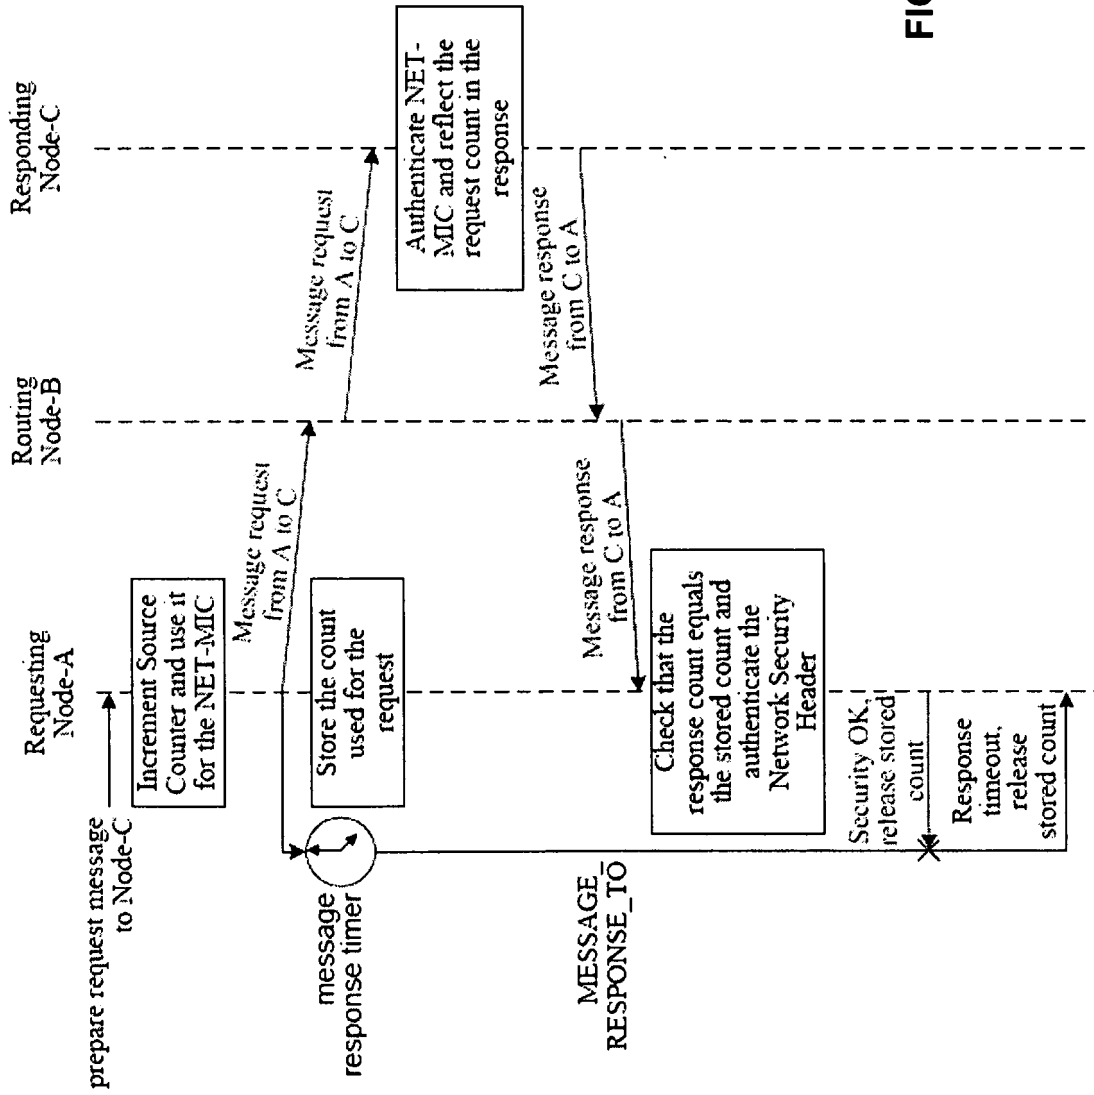 Requesting
Node-A
Routing
Node-B
Responding
Node-C
prepare request message
to Node-C
Increment Source
Counter and use it
for the NET-MIC
Message request
from A to C
Message request
from A to C
message
response timer
Store the count
used for the
request
Authenticate NET-
MIC and reflect the
request count in the
response
Message response
from C to A
Message response
from C to A
MESSAGE_
RESPONSE_TO
Check that the
response count equals
the stored count and
authenticate the
Network Security
Header
Security OK,
release stored
count
Response
timeout,
release
stored count
FIG